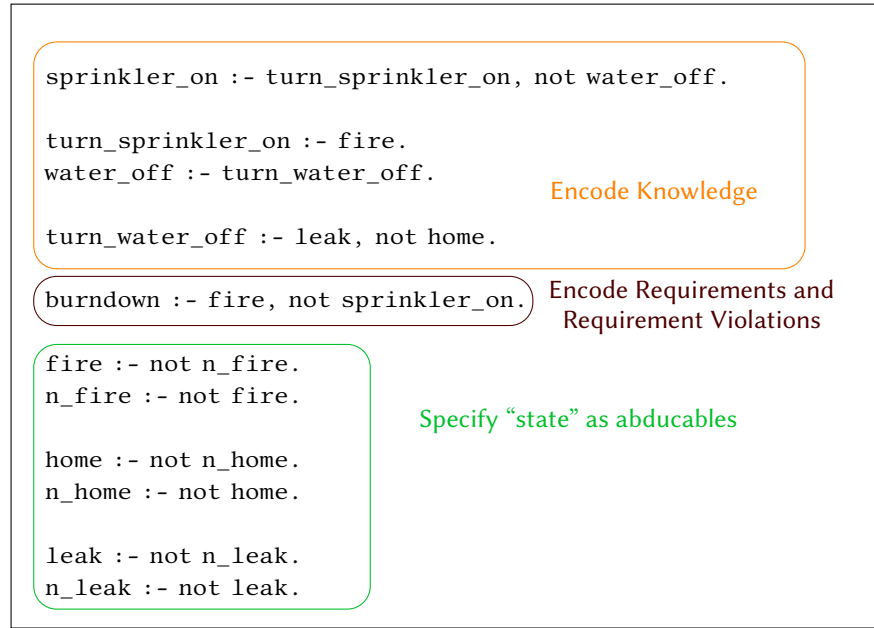 sprinkler_on :- turn_sprinkler_on, not water_off.
turn_sprinkler_on :- fire.
water_off :- turn_water_off.
Encode Knowledge
turn_water_off :- leak, not home.
burndown :- fire, not sprinkler_on.
Encode Requirements and
Requirement Violations
fire :- not n_fire.
n_fire :- not fire.
Specify “state” as abducables
home :- not n_home.
n_home :- not home.
leak :- not n_leak.
n_leak :- not leak.